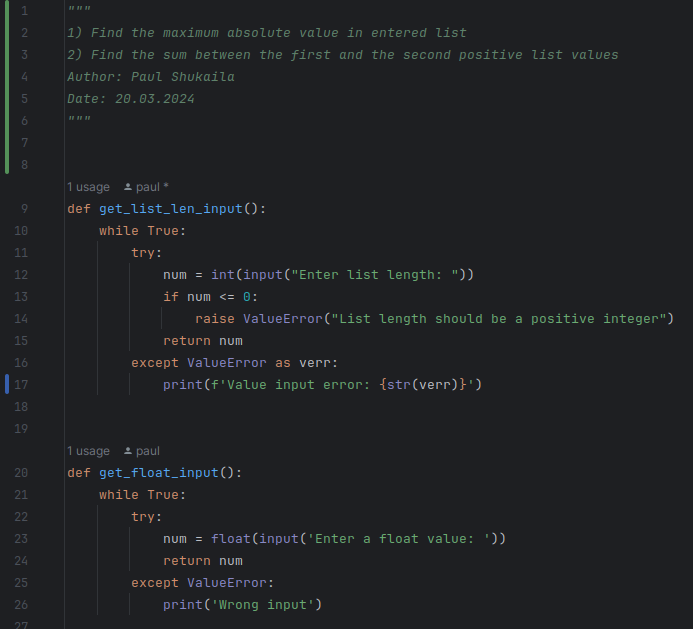 1 """
2 1) Find the maximum absolute value in entered list
3 2) Find the sum between the first and the second positive list values
4 Author: Paul Shukaila
5 Date: 20.03.2024
6 """
7
8
1 usage paul *
9 def get_list_len_input():
10     while True:
11         try:
12             num = int(input("Enter list length: "))
13             if num <= 0:
14                 raise ValueError("List length should be a positive integer")
15             return num
16         except ValueError as verr:
17             print(f'Value input error: {str(verr)}')
18
19
1 usage paul
20 def get_float_input():
21     while True:
22         try:
23             num = float(input('Enter a float value: '))
24             return num
25         except ValueError:
26             print('Wrong input')
27